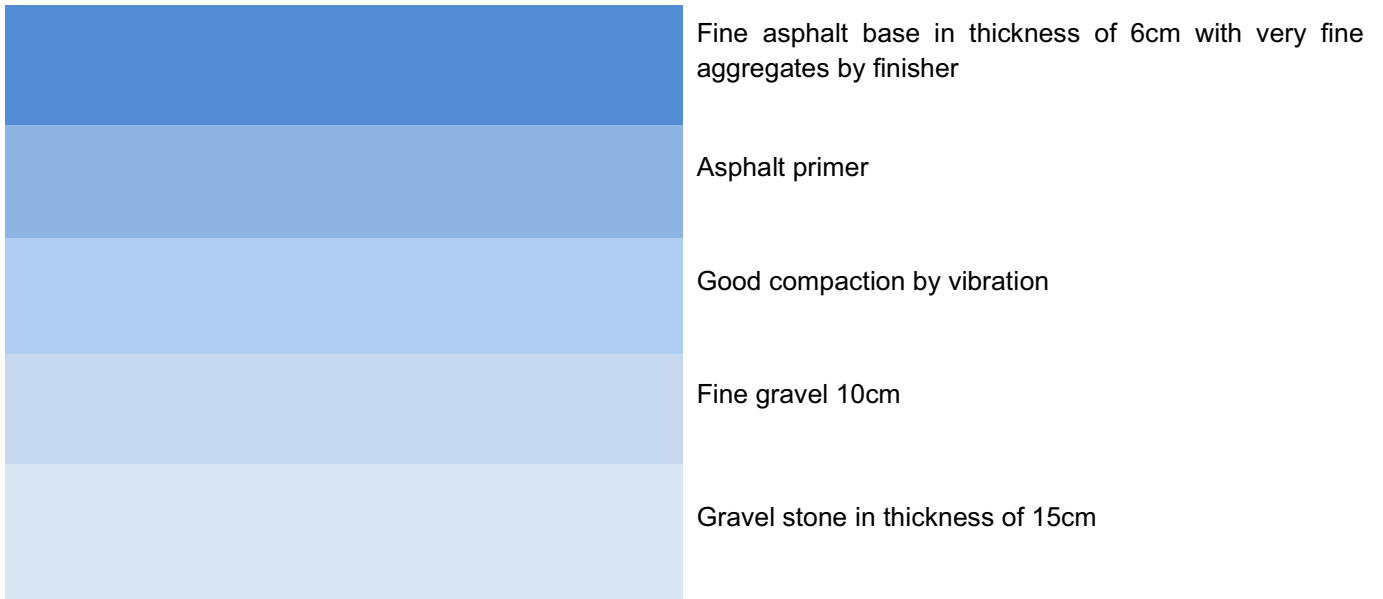 Fine asphalt base in thickness of 6cm with very fine
aggregates by finisher
Asphalt primer
Good compaction by vibration
Fine gravel 10cm
Gravel stone in thickness of 15cm